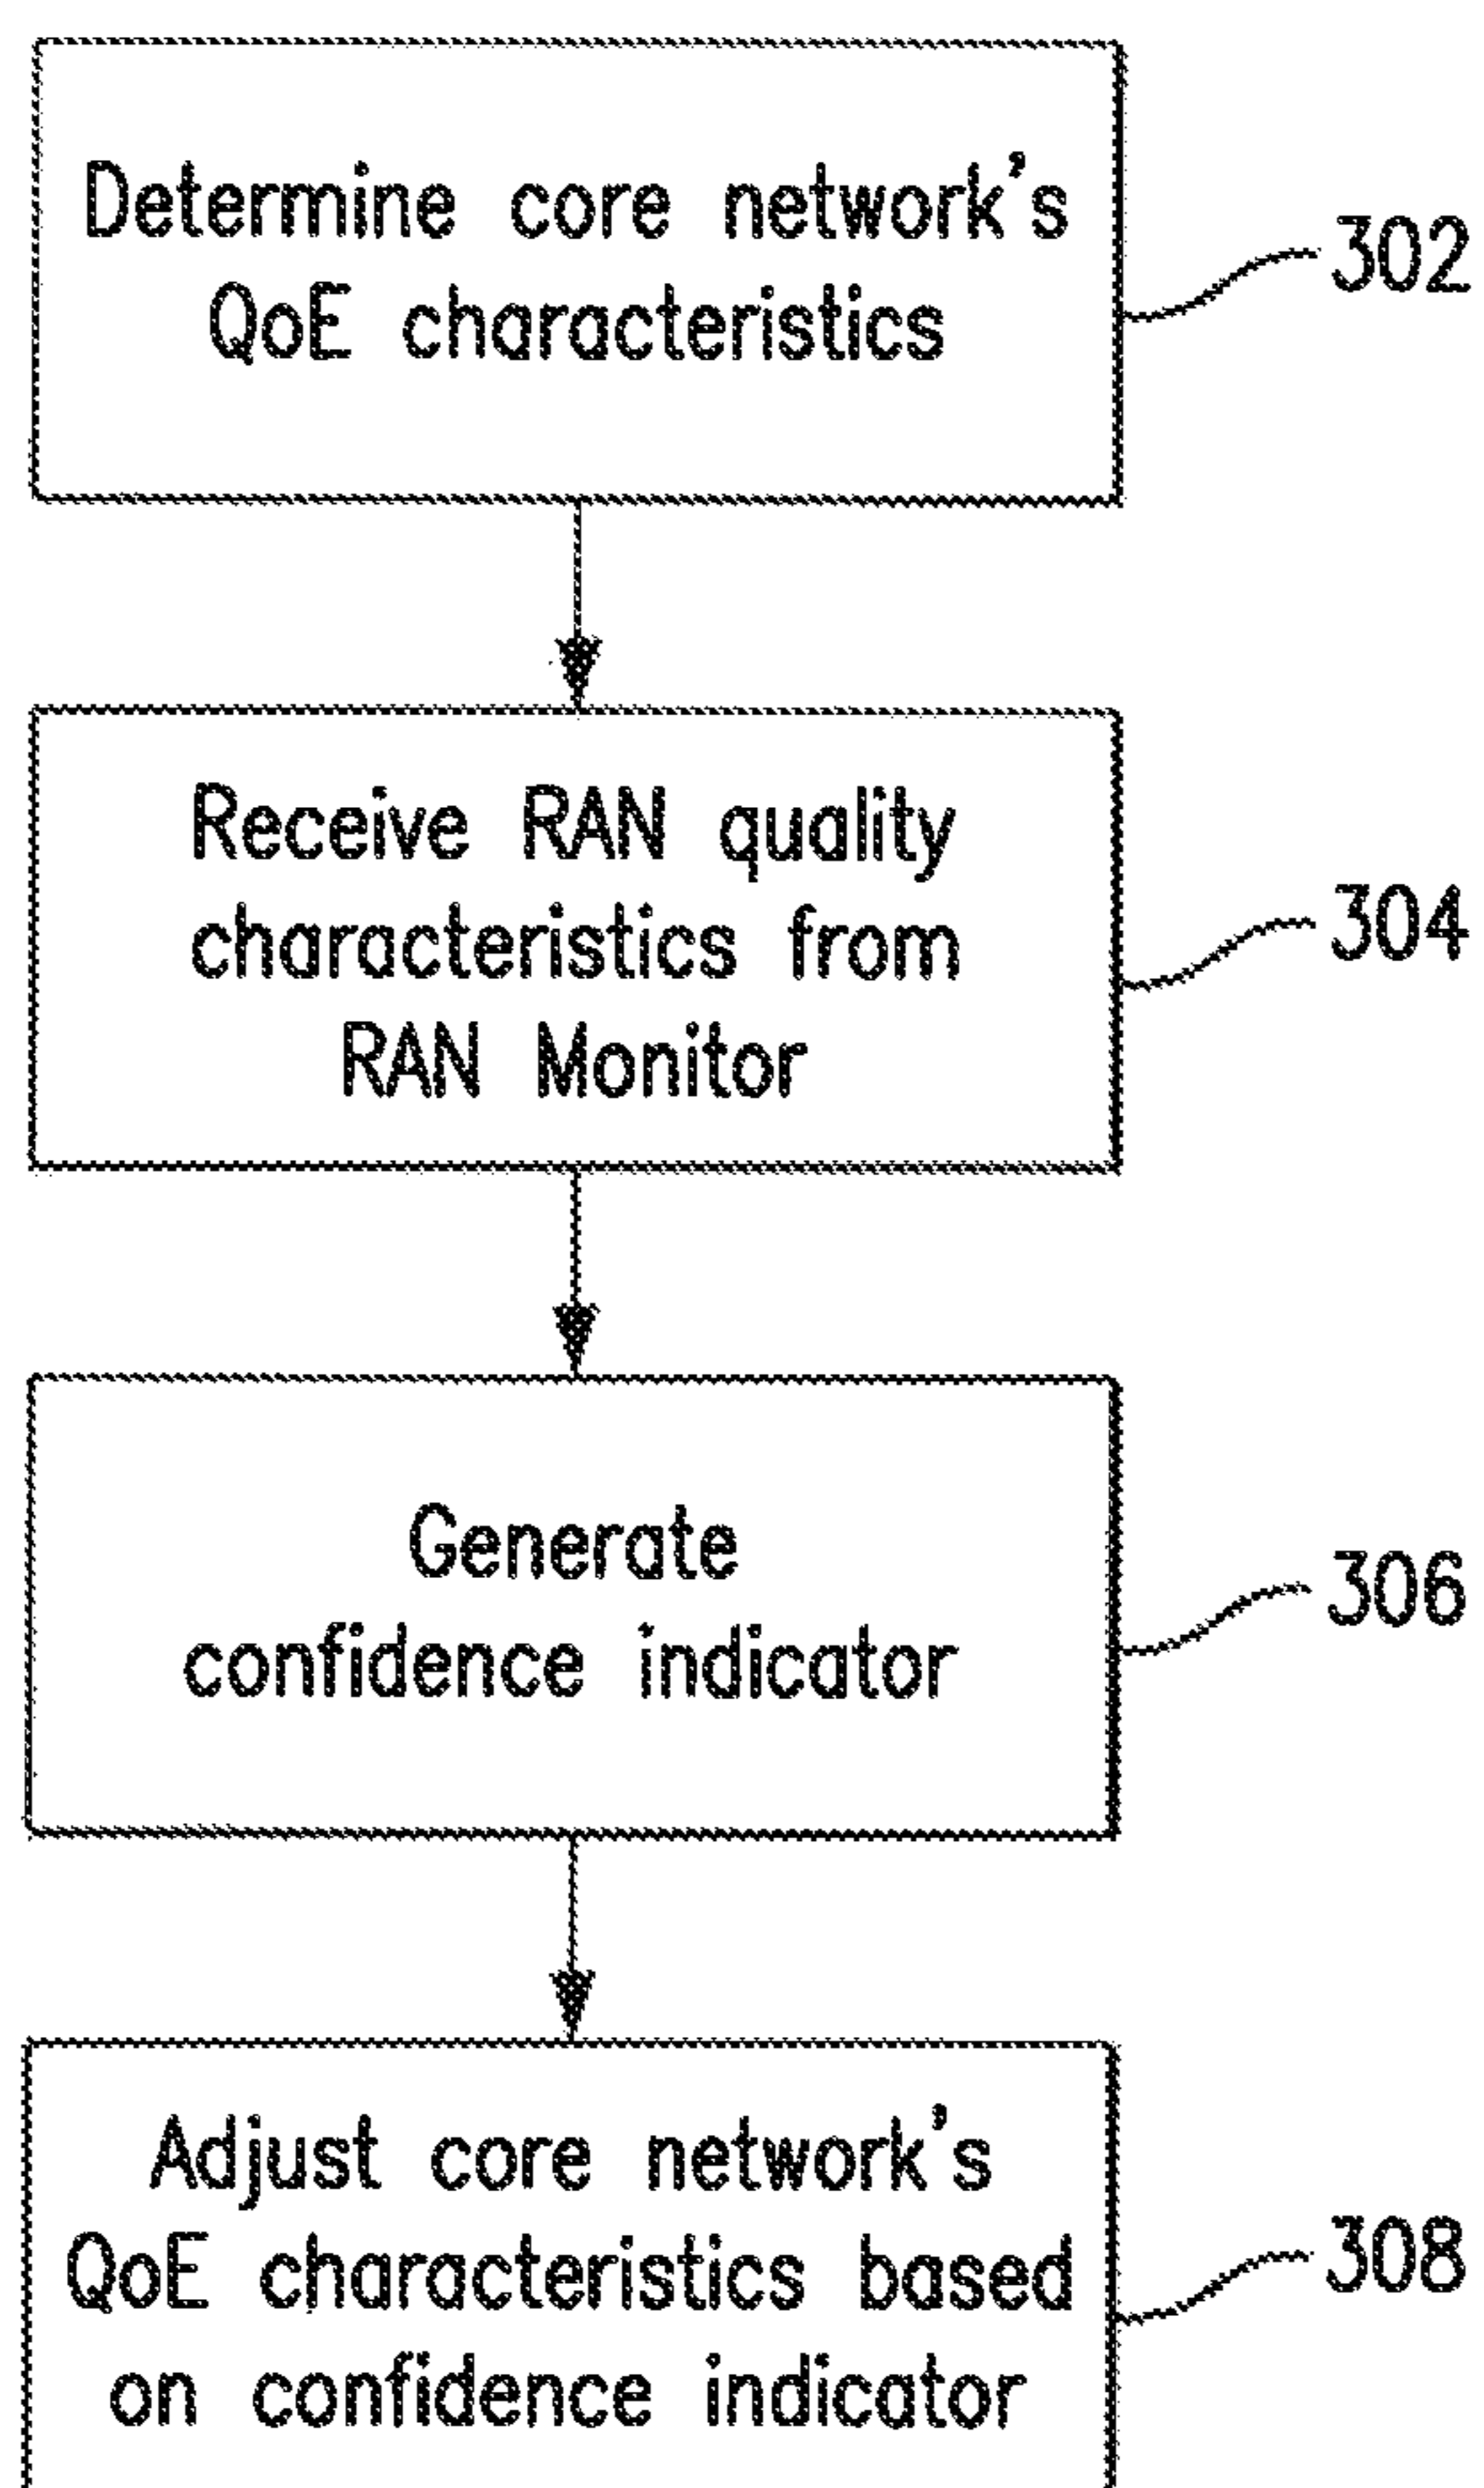 Determine core network's
QoE characteristics
302
Receive RAN quality
characteristics from
RAN Monitor
304
Generate
confidence indicator
306
Adjust core network's
QoE characteristics based
on confidence indicator
308